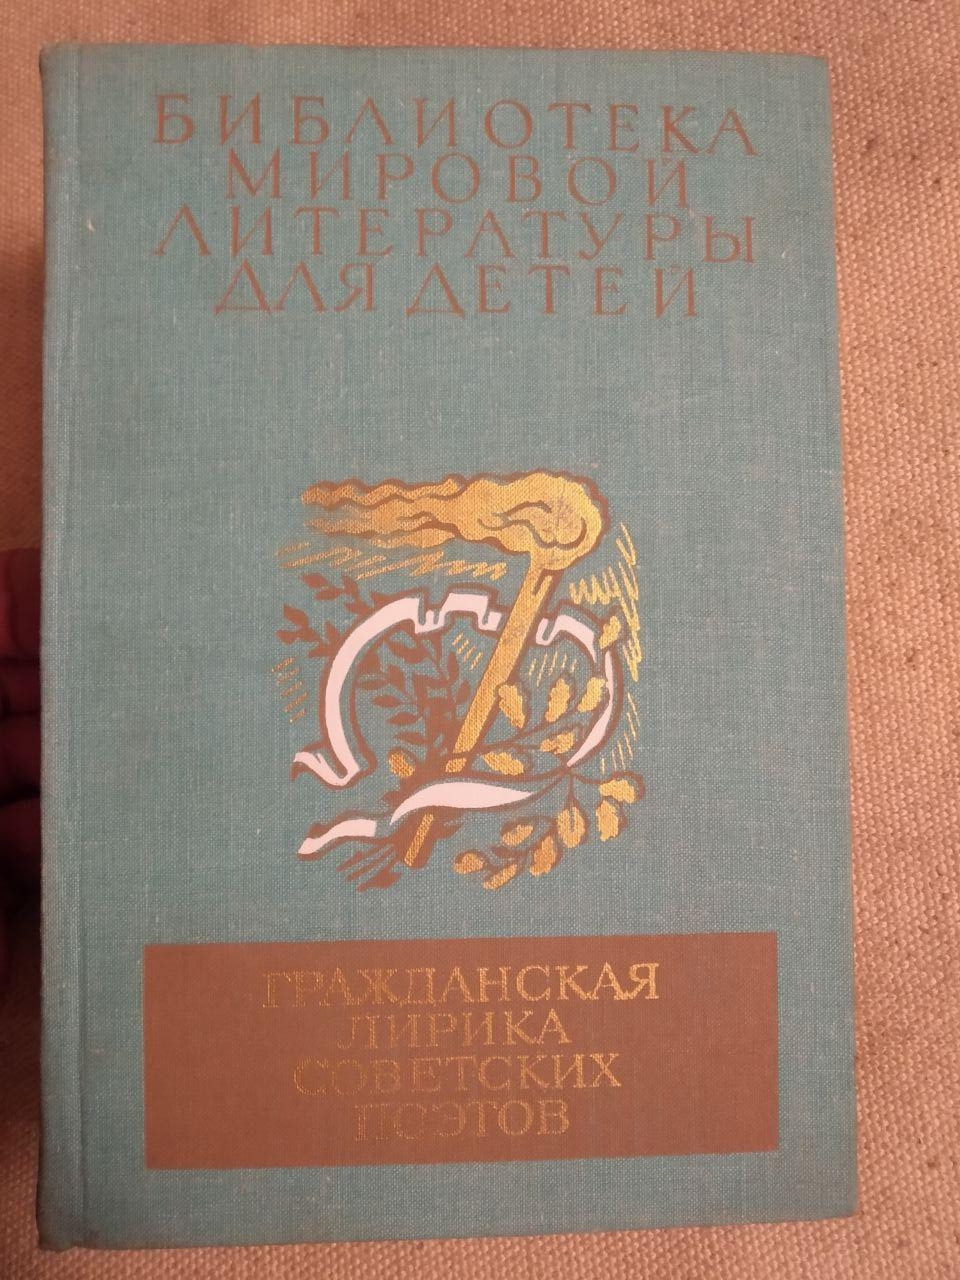 БИБЛИОТЕКА
МИРОВОЙ
ЛИТЕРАТУРЫ
ДЛЯ ДЕТЕЙ
ГРАЖДАНСКАЯ
ЛИРИКА
СОВЕТСКИХ
ПОЭТОВ